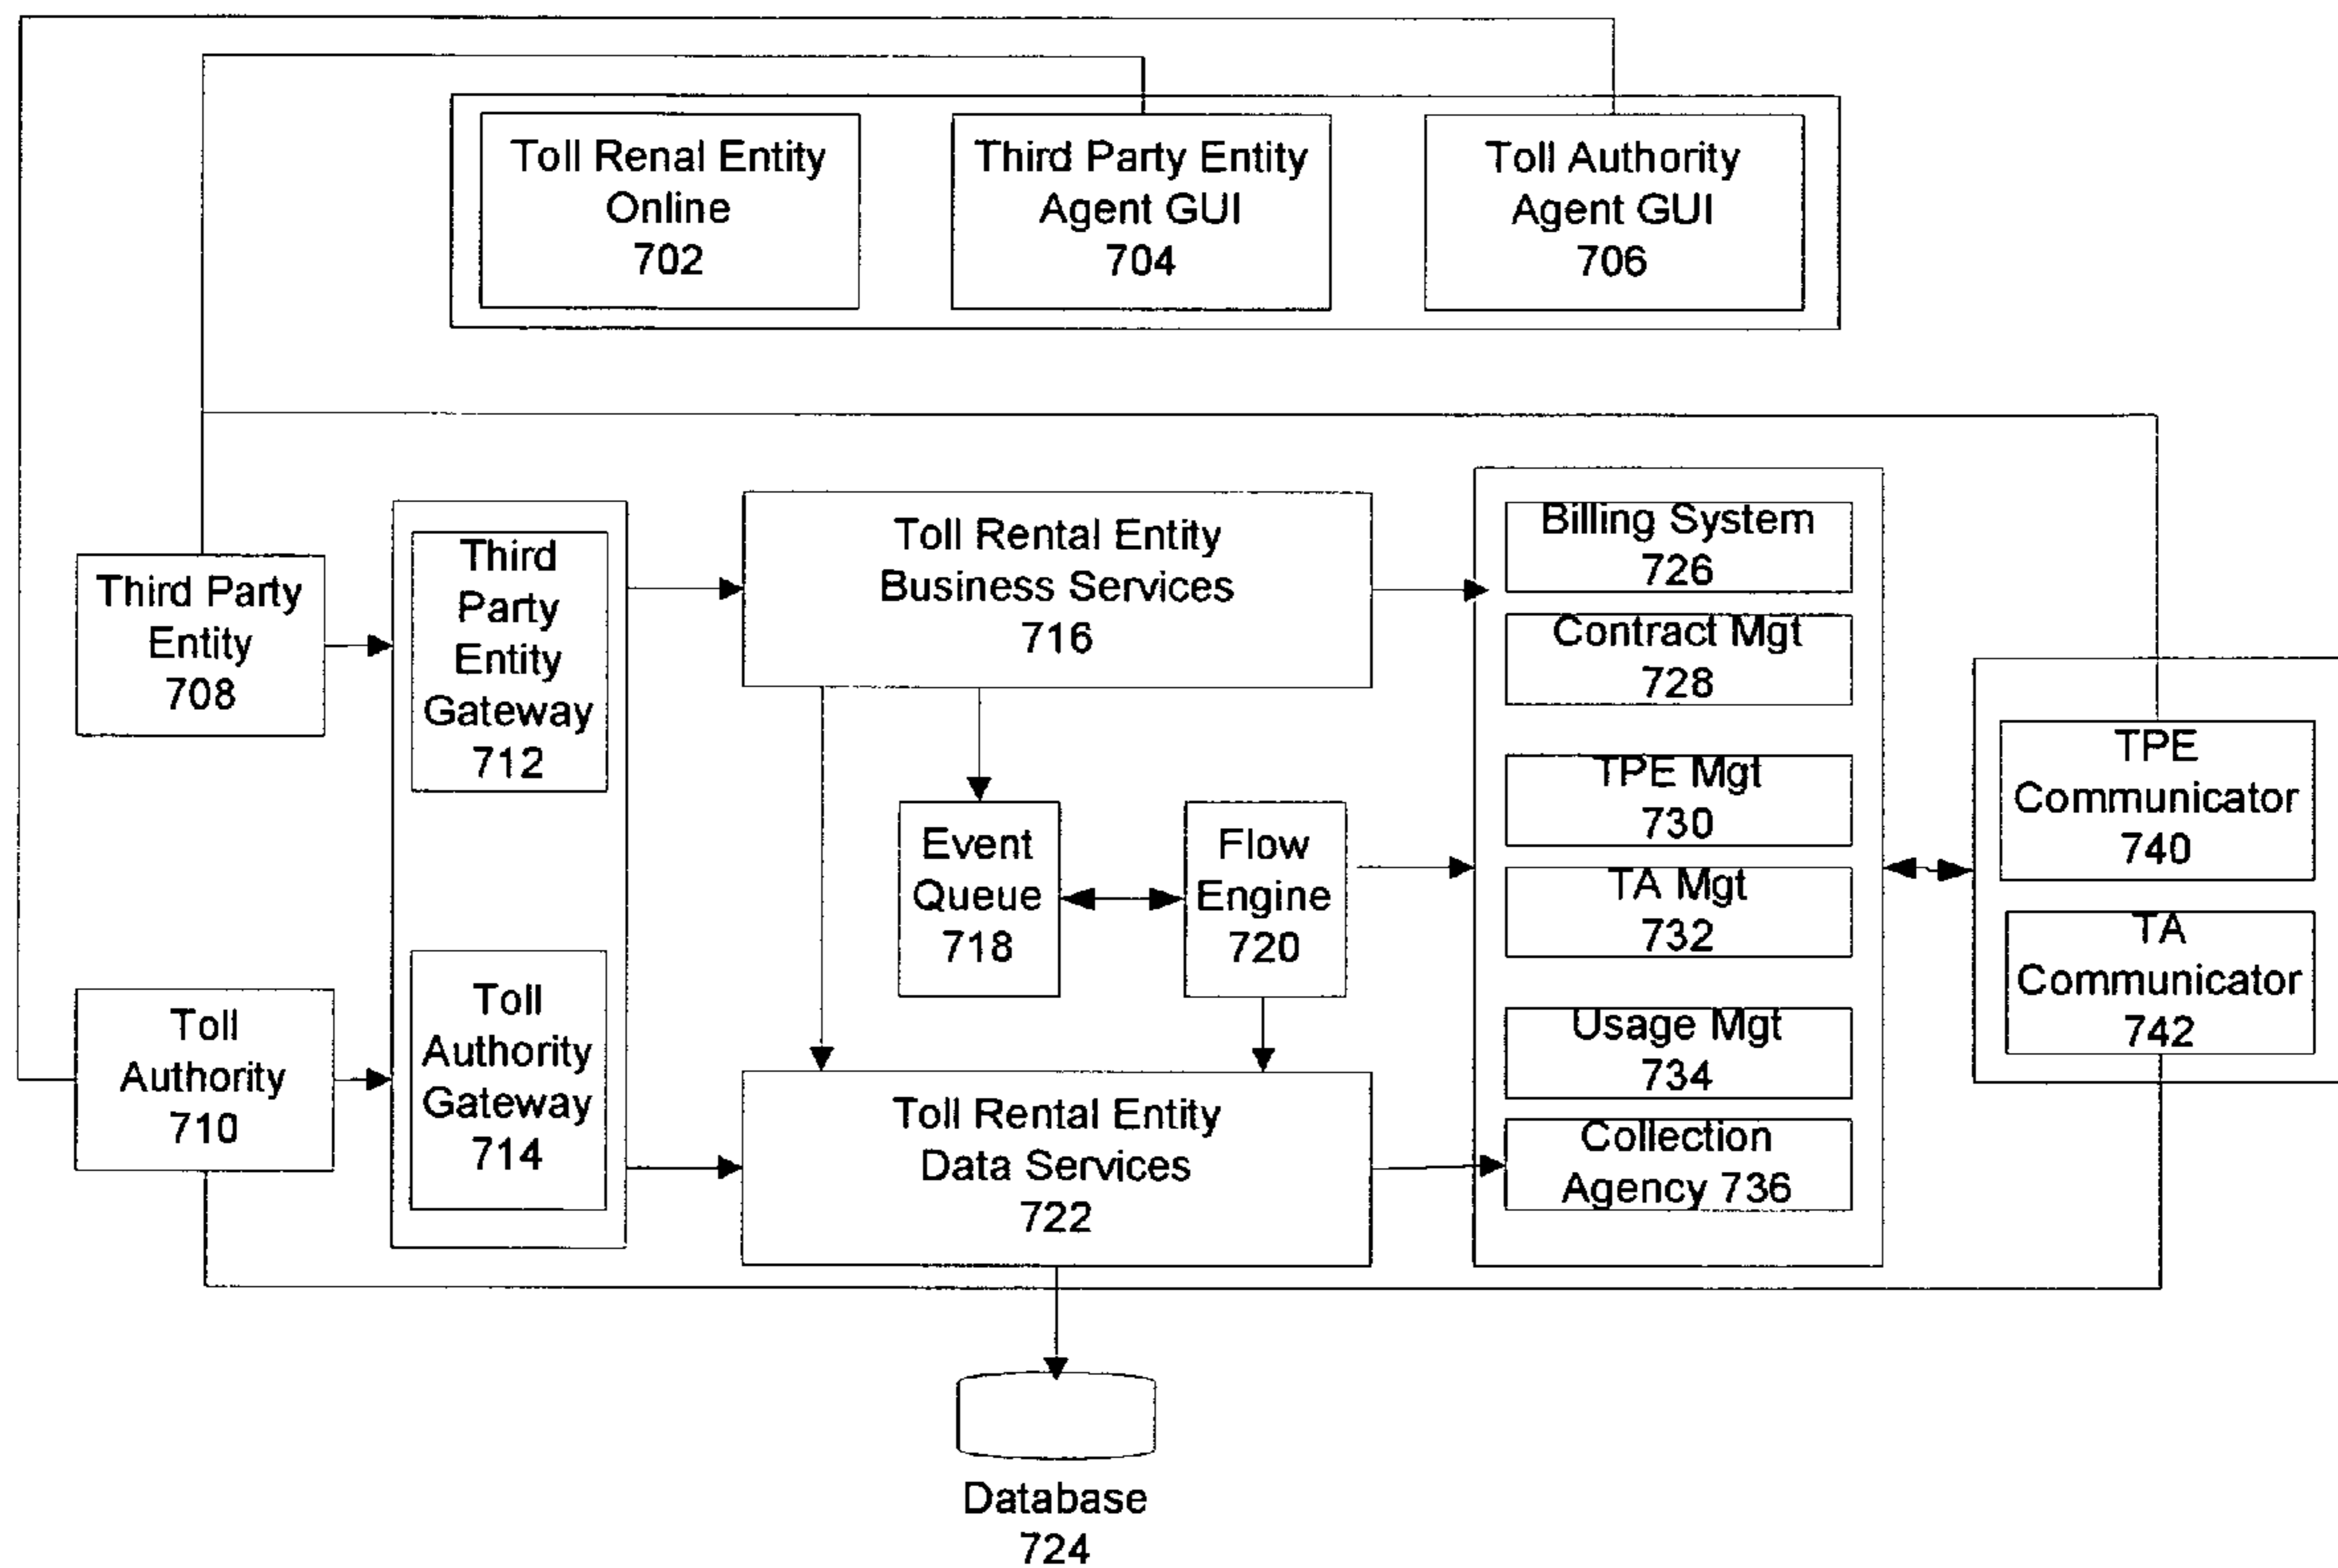 Toll Renal Entity
Online
702
Third Party Entity
Agent GUI
704
Toll Authority
Agent GUI
706
Third Party
Entity
708
Toll
Authority
710
Third
Party
Entity
Gateway
712
Toll
Authority
Gateway
714
Toll Rental Entity
Business Services
716
Event
Queue
718
Flow
Engine
720
Toll Rental Entity
Data Services
722
Database
724
Billing System
726
Contract Mgt
728
TPE Mgt
730
TA Mgt
732
Usage Mgt
734
Collection
Agency 736
TPE
Communicator
740
TA
Communicator
742